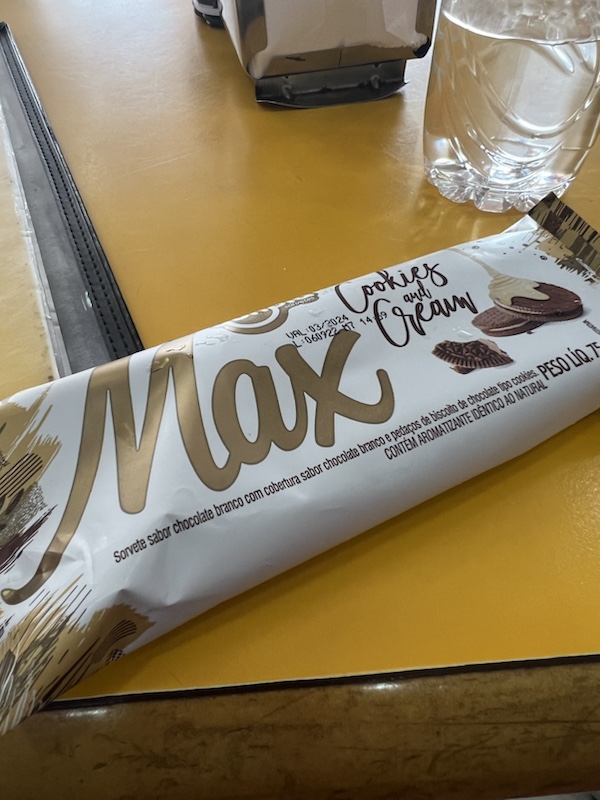 Cookies
and
Cream
VAL:03/2024
Max
Sorvete sabor chocolate branco com cobertura sabor chocolate branco e pedaços de biscoito de chocolate tipo cookies
CONTÉM AROMATIZANTE IDÊNTICO AO NATURAL
PESO LÍQ. 75